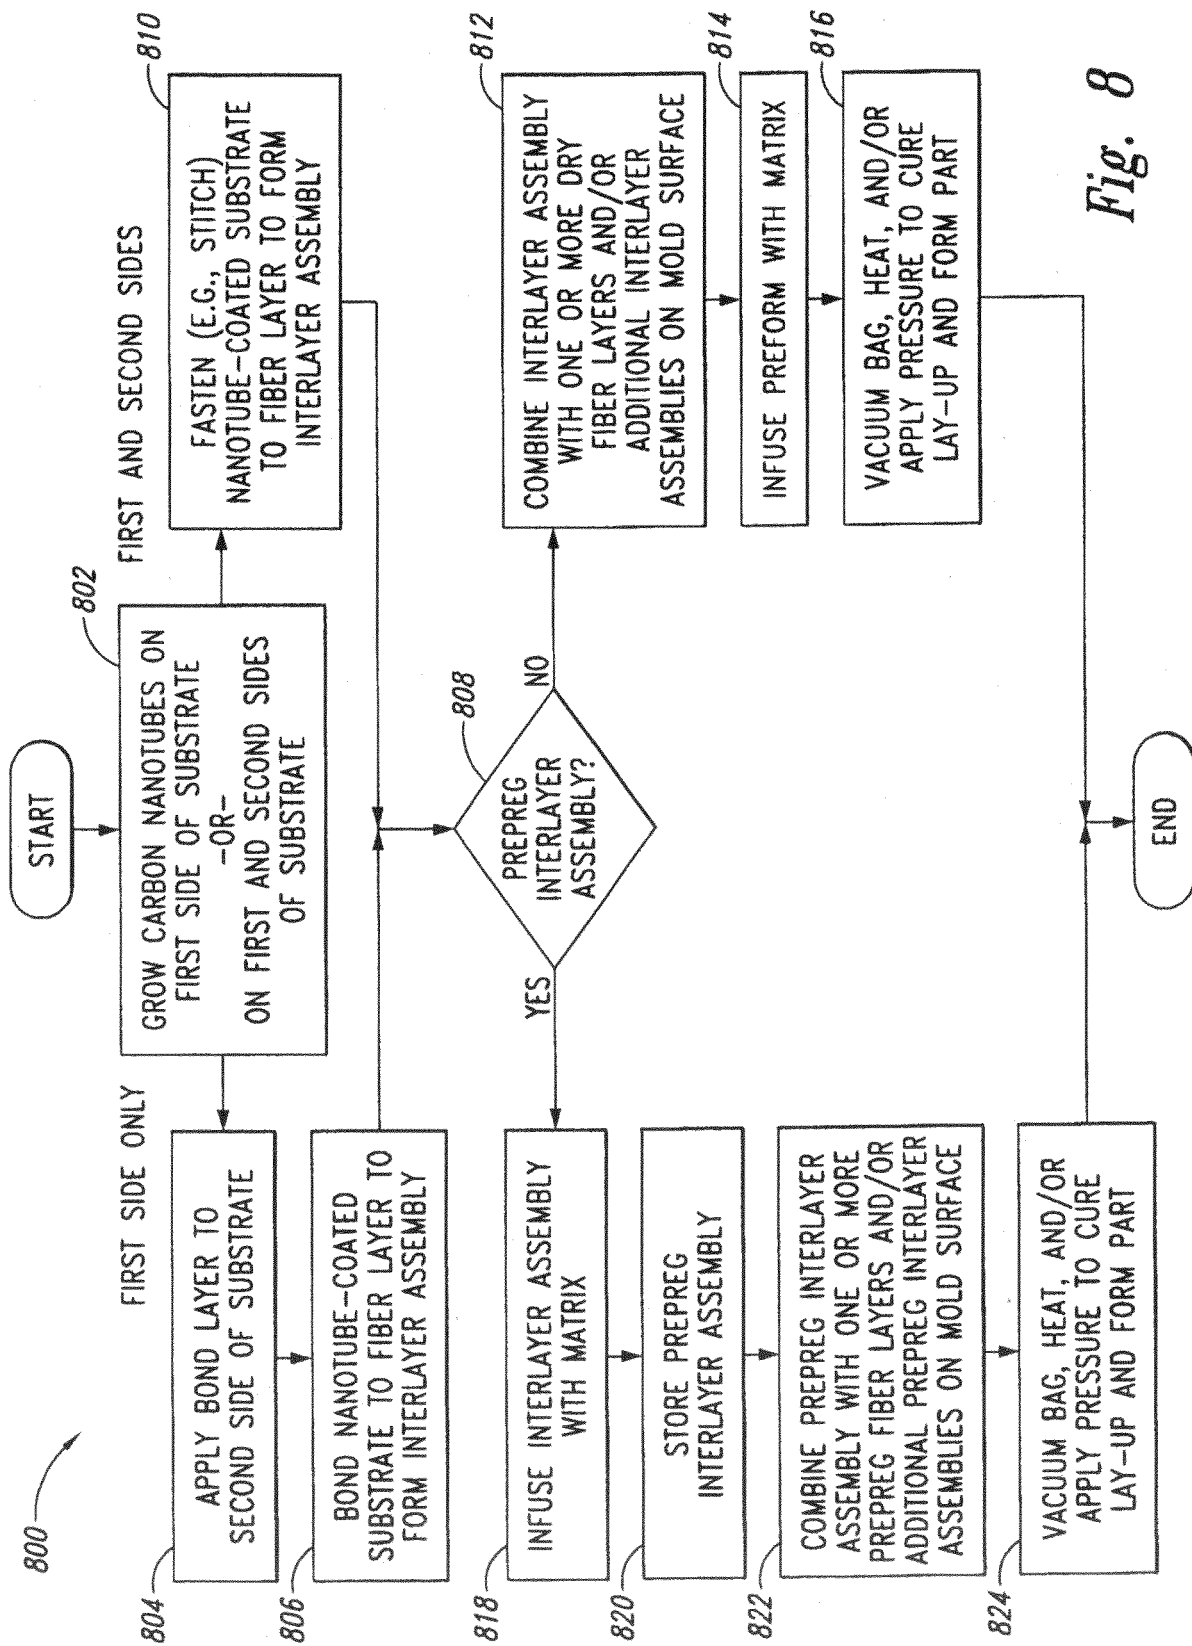 800
START
802
GROW CARBON NANOTUBES ON
FIRST SIDE OF SUBSTRATE
-OR-
ON FIRST AND SECOND SIDES
OF SUBSTRATE
FIRST SIDE ONLY
FIRST AND SECOND SIDES
804
APPLY BOND LAYER TO
SECOND SIDE OF SUBSTRATE
806
BOND NANOTUBE-COATED
SUBSTRATE TO FIBER LAYER TO
FORM INTERLAYER ASSEMBLY
810
FASTEN (E.G., STITCH)
NANOTUBE-COATED SUBSTRATE
TO FIBER LAYER TO FORM
INTERLAYER ASSEMBLY
808
PREPREG
INTERLAYER
ASSEMBLY?
YES
NO
818
INFUSE INTERLAYER ASSEMBLY
WITH MATRIX
820
STORE PREPREG
INTERLAYER ASSEMBLY
822
COMBINE PREPREG INTERLAYER
ASSEMBLY WITH ONE OR MORE
PREPREG FIBER LAYERS AND/OR
ADDITIONAL PREPREG INTERLAYER
ASSEMBLIES ON MOLD SURFACE
824
VACUUM BAG, HEAT, AND/OR
APPLY PRESSURE TO CURE
LAY-UP AND FORM PART
812
COMBINE INTERLAYER ASSEMBLY
WITH ONE OR MORE DRY
FIBER LAYERS AND/OR
ADDITIONAL INTERLAYER
ASSEMBLIES ON MOLD SURFACE
814
INFUSE PREFORM WITH MATRIX
816
VACUUM BAG, HEAT, AND/OR
APPLY PRESSURE TO CURE
LAY-UP AND FORM PART
END
Fig. 8